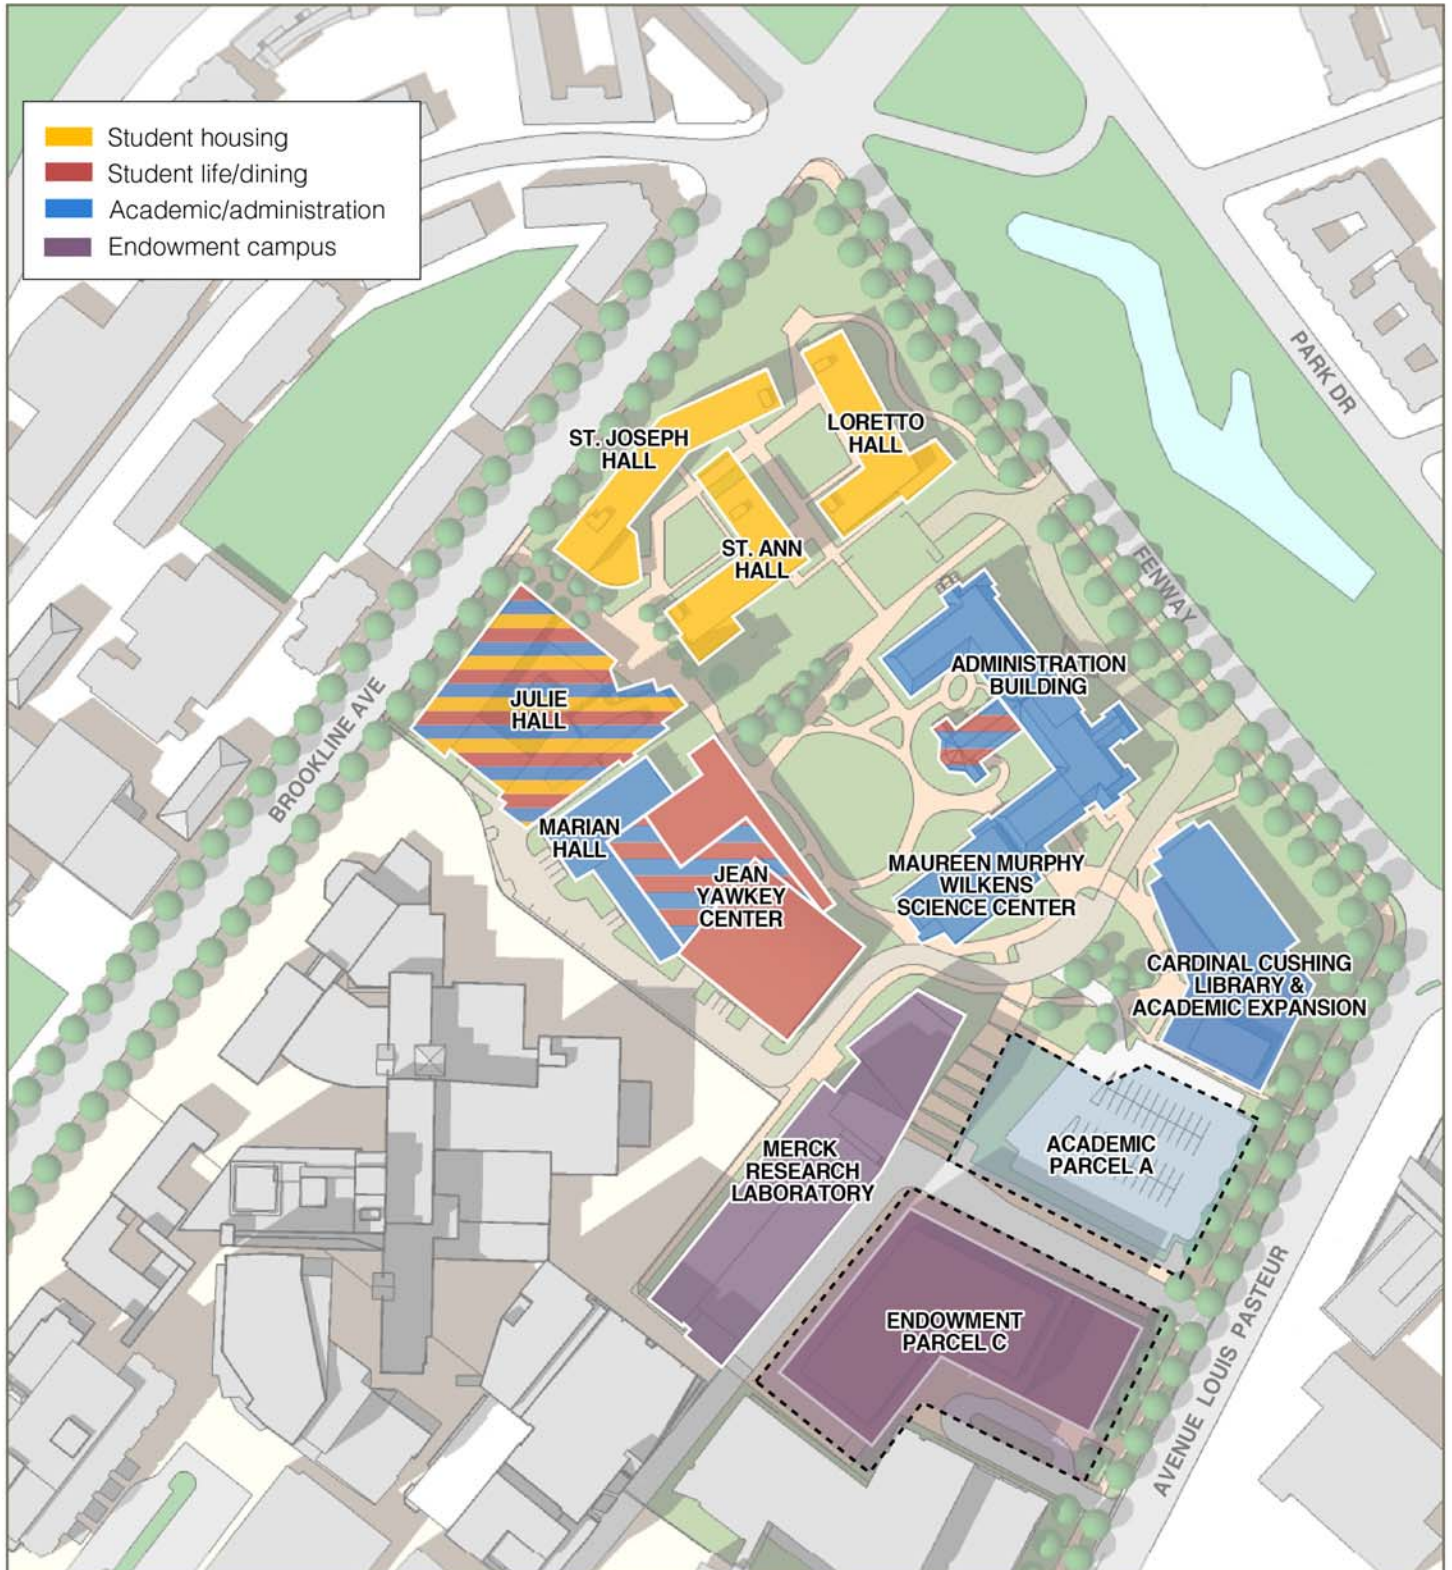 Student housing
Student life/dining
Academic/administration
Endowment campus
PARK DR
LORETTO
HALL
ST. JOSEPH
HALL
ST. ANN
HALL
FENWAY
ADMINISTRATION
BUILDING
JULIE
HALL
BROOKLINE AVE
MARIAN
HALL
MAUREEN MURPHY
WILKENS
SCIENCE CENTER
JEAN
YAWKEY
CENTER
CARDINAL CUSHING
LIBRARY &
ACADEMIC EXPANSION
ACADEMIC
PARCEL A
MERCK
RESEARCH
LABORATORY
ENDOWMENT
PARCEL C
AVENUE LOUIS PASTEUR